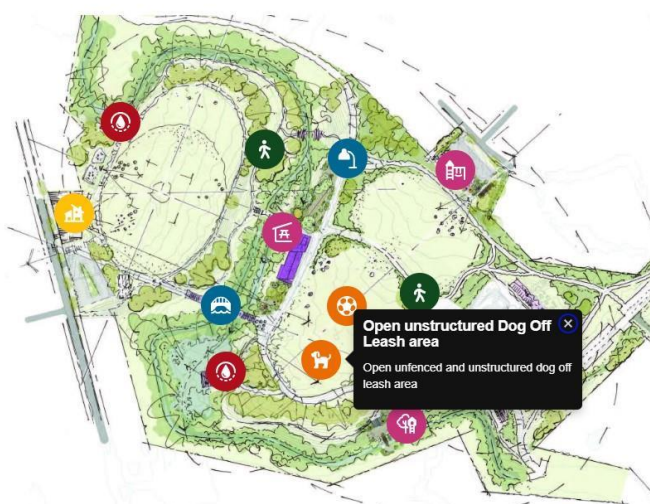 Open unstructured Dog Off
Leash area
Open unfenced and unstructured dog off
leash area